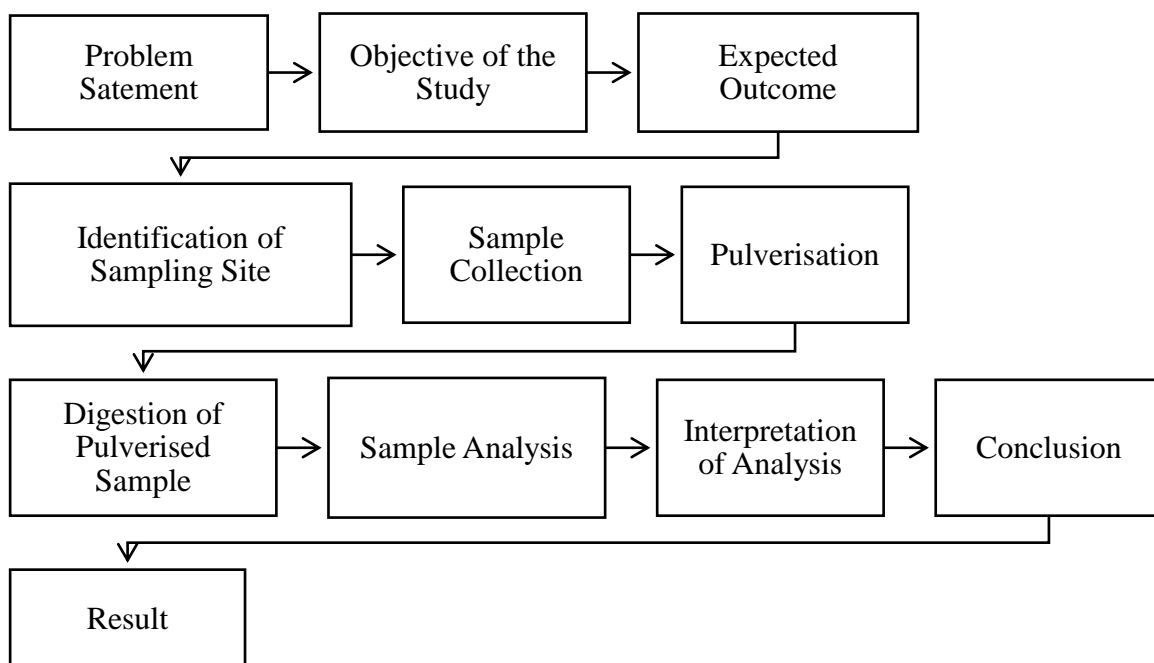 Problem
Satement
Objective of the
Study
Expected
Outcome
Identification of
Sampling Site
Sample
Collection
Pulverisation
Digestion of
Pulverised
Sample
Sample Analysis
Interpretation
of Analysis
Conclusion
Result